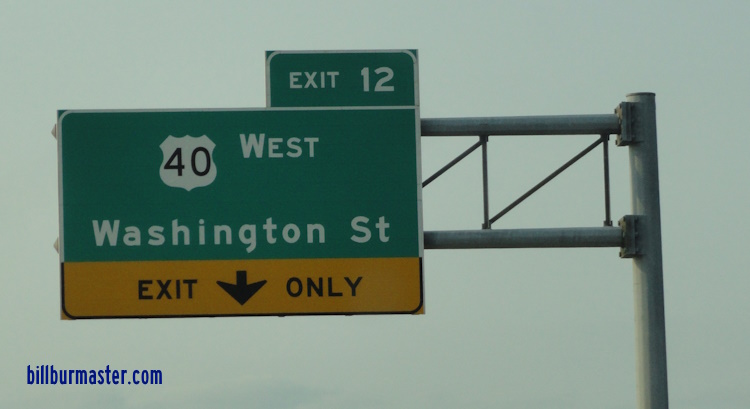 EXIT 12
40 WEST
Washington St
EXIT ONLY
billburmaster.com